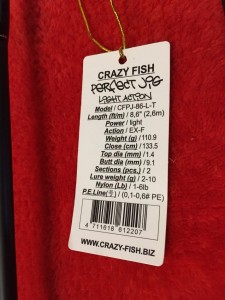 CRAZY FISH
PERFECT JIG
LIGHT ACTION
Model / CFPJ-86-L-T
Length (ft/m) / 8,6" (2,6m)
Power / light
Action / EX-F
Weight (g) /110.9
Close (cm) /133.5
Top dia (mm) /1.4
Butt dia (mm) /9.1
Sections (pcs.) / 2
Lure weight (g) / 2-10
Nylon (Lb) / 1-6lb
P.E.Line(号) / (0,1-0,6# PE)
4 711618 612207
WWW.CRAZY-FISH.BIZ